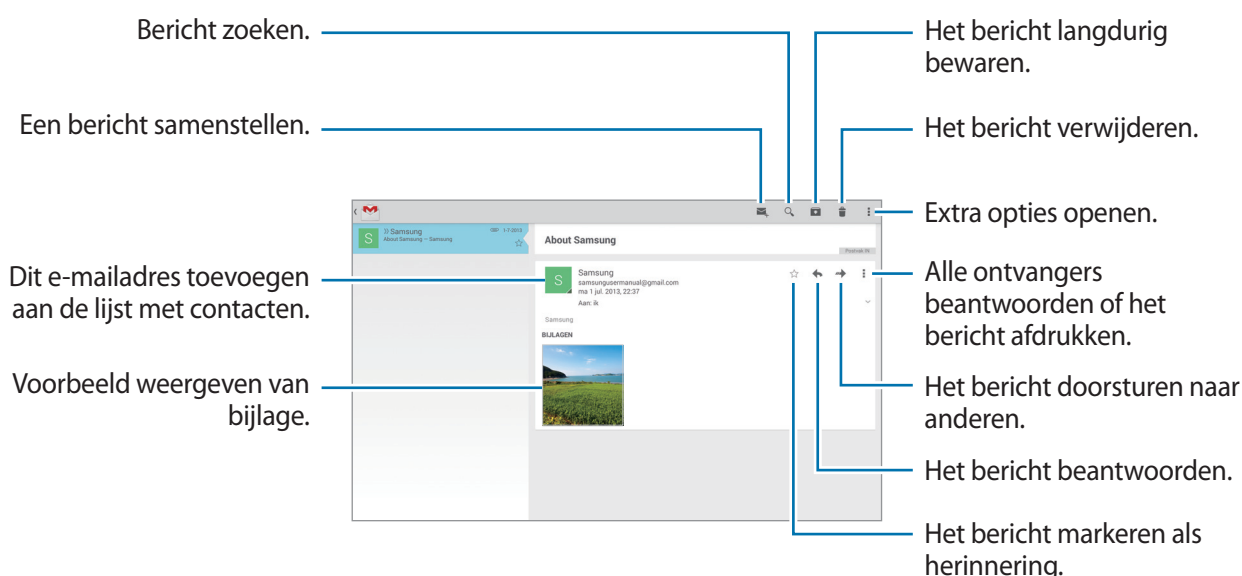 Bericht zoeken.
Een bericht samenstellen.
Dit e-mailadres toevoegen
aan de lijst met contacten.
Voorbeeld weergeven van
bijlage.
Samsung
1-7-2013
About Samsung – Samsung
S
About Samsung
Postvak IN
S
Samsung
samsungusermanual@gmail.com
ma 1 jul. 2013, 22:37
Aan: ik
Samsung
BIJLAGEN
Het bericht langdurig
bewaren.
Het bericht verwijderen.
Extra opties openen.
Alle ontvangers
beantwoorden of het
bericht afdrukken.
Het bericht doorsturen naar
anderen.
Het bericht beantwoorden.
Het bericht markeren als
herinnering.